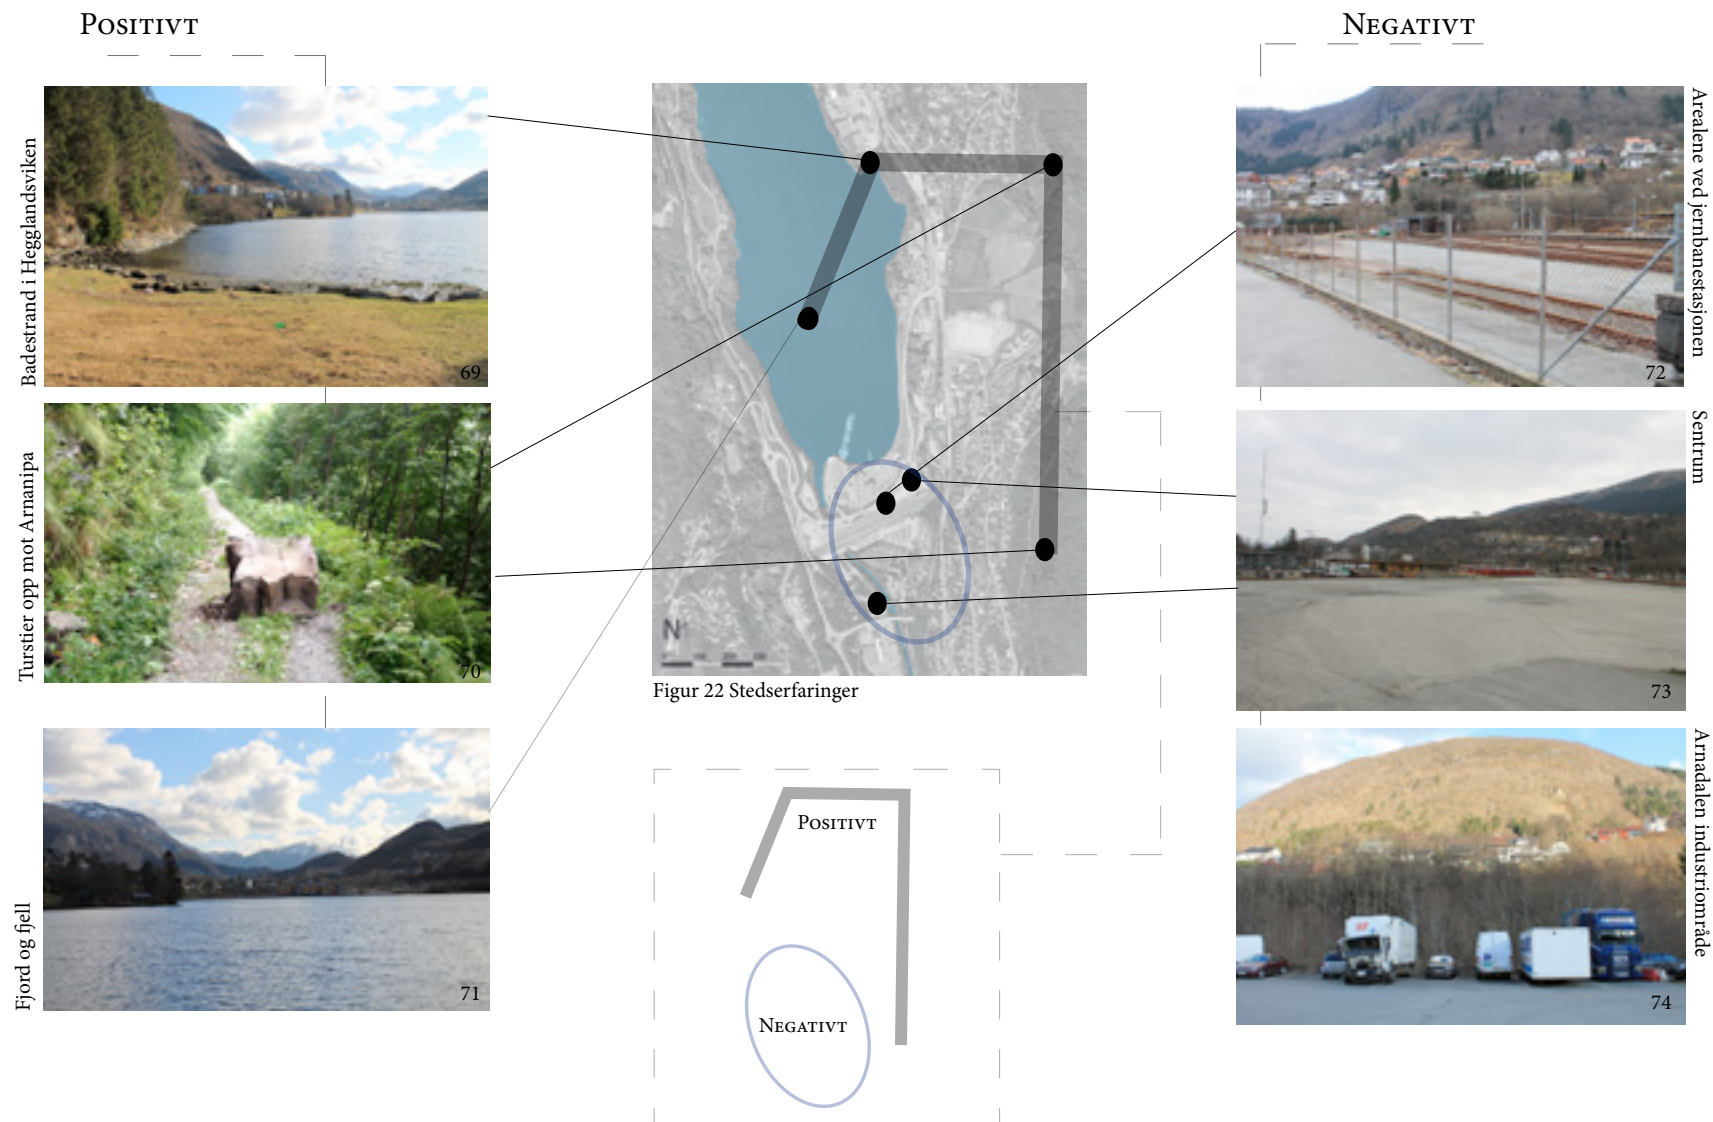 Positivt
Negativt
Badestrand i Hegglandsviken
69
Turstier opp mot Arnanipa
70
Fjord og fjell
71
N
Figur 22 Stedserfaringer
Positivt
Negativt
Arealene ved jernbanestasjonen
72
Sentrum
73
Arnadalen industriområde
74